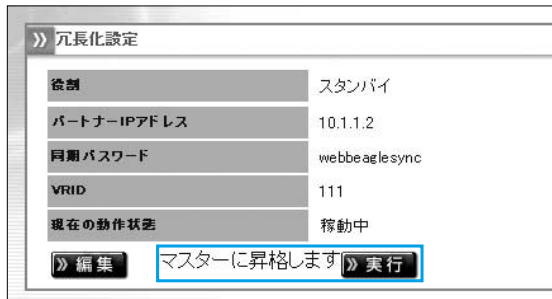 » 冗長化設定
役割 スタンバイ
パートナーIPアドレス 10.1.1.2
同期パスワード webbeaglesync
VRID 111
現在の動作状態 稼動中
» 編集 マスターに昇格します » 実行